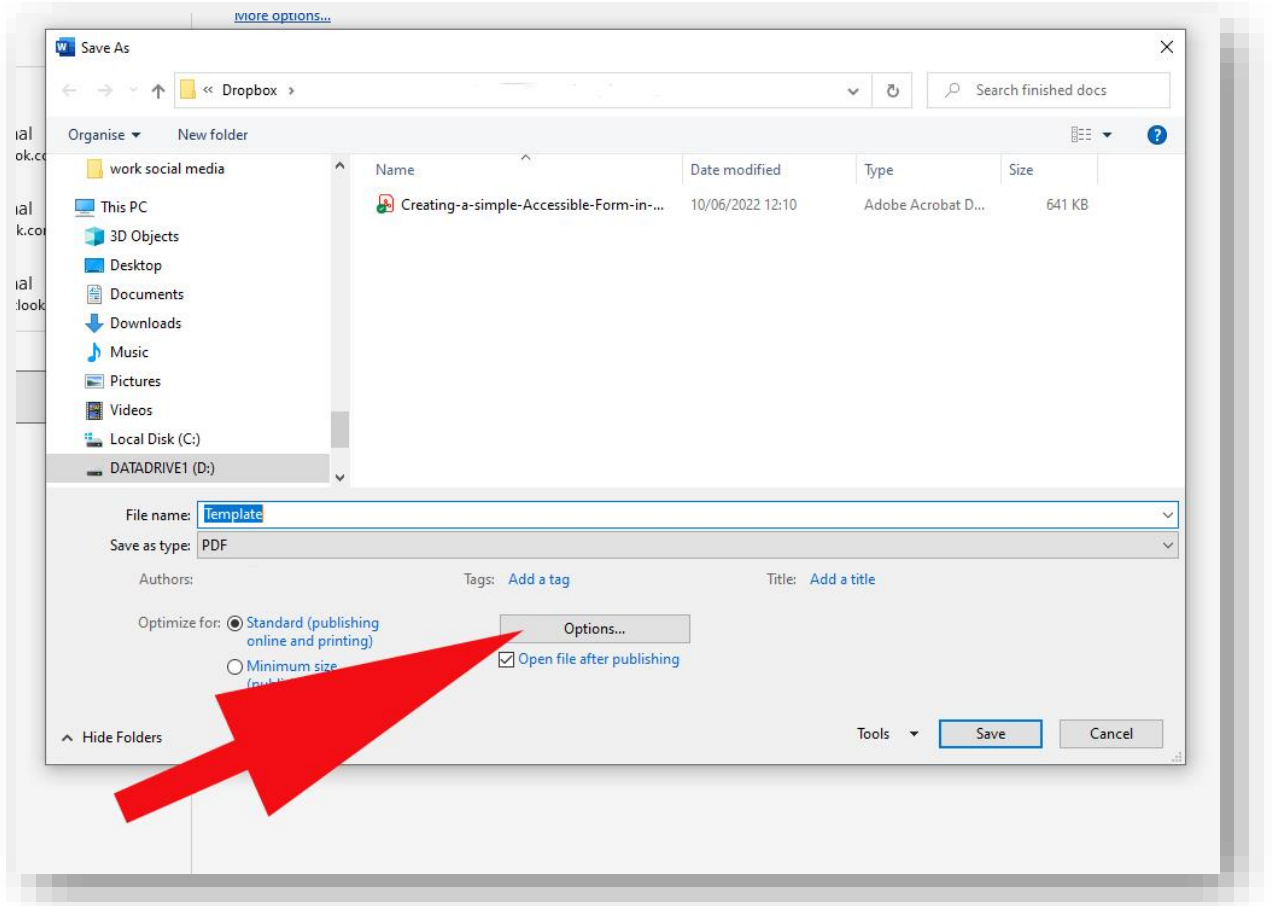 More options...
W Save As
« Dropbox ›
Search finished docs
Organise New folder
work social media
This PC
3D Objects
Desktop
Documents
Downloads
Music
Pictures
Videos
Local Disk (C:)
DATADRIVE1 (D:)
Name Date modified Type Size
Creating-a-simple-Accessible-Form-in-... 10/06/2022 12:10 Adobe Acrobat D... 641 KB
File name: Template
Save as type: PDF
Authors: Tags: Add a tag Title: Add a title
Optimize for: Standard (publishing
online and printing)
Minimum size
Options...
Open file after publishing
Hide Folders
Tools Save Cancel